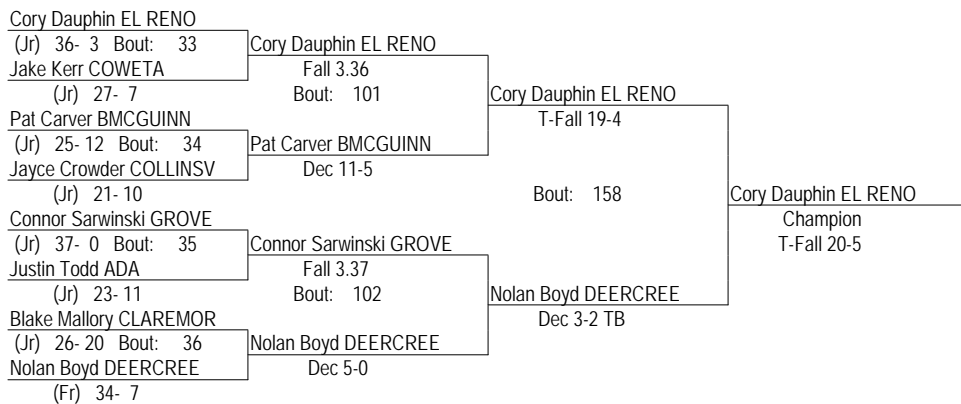 Cory Dauphin EL RENO
(Jr) 36- 3 Bout: 33
Jake Kerr COWETA
(Jr) 27- 7
Pat Carver BMCGUINN
(Jr) 25- 12 Bout: 34
Jayce Crowder COLLINSV
(Jr) 21- 10
Connor Sarwinski GROVE
(Jr) 37- 0 Bout: 35
Justin Todd ADA
(Jr) 23- 11
Blake Mallory CLAREMOR
(Jr) 26- 20 Bout: 36
Nolan Boyd DEERCREE
(Fr) 34- 7
Cory Dauphin EL RENO
Fall 3.36
Bout: 101
Pat Carver BMCGUINN
Dec 11-5
Connor Sarwinski GROVE
Fall 3.37
Bout: 102
Nolan Boyd DEERCREE
Dec 5-0
Cory Dauphin EL RENO
T-Fall 19-4
Bout: 158
Nolan Boyd DEERCREE
Dec 3-2 TB
Cory Dauphin EL RENO
Champion
T-Fall 20-5